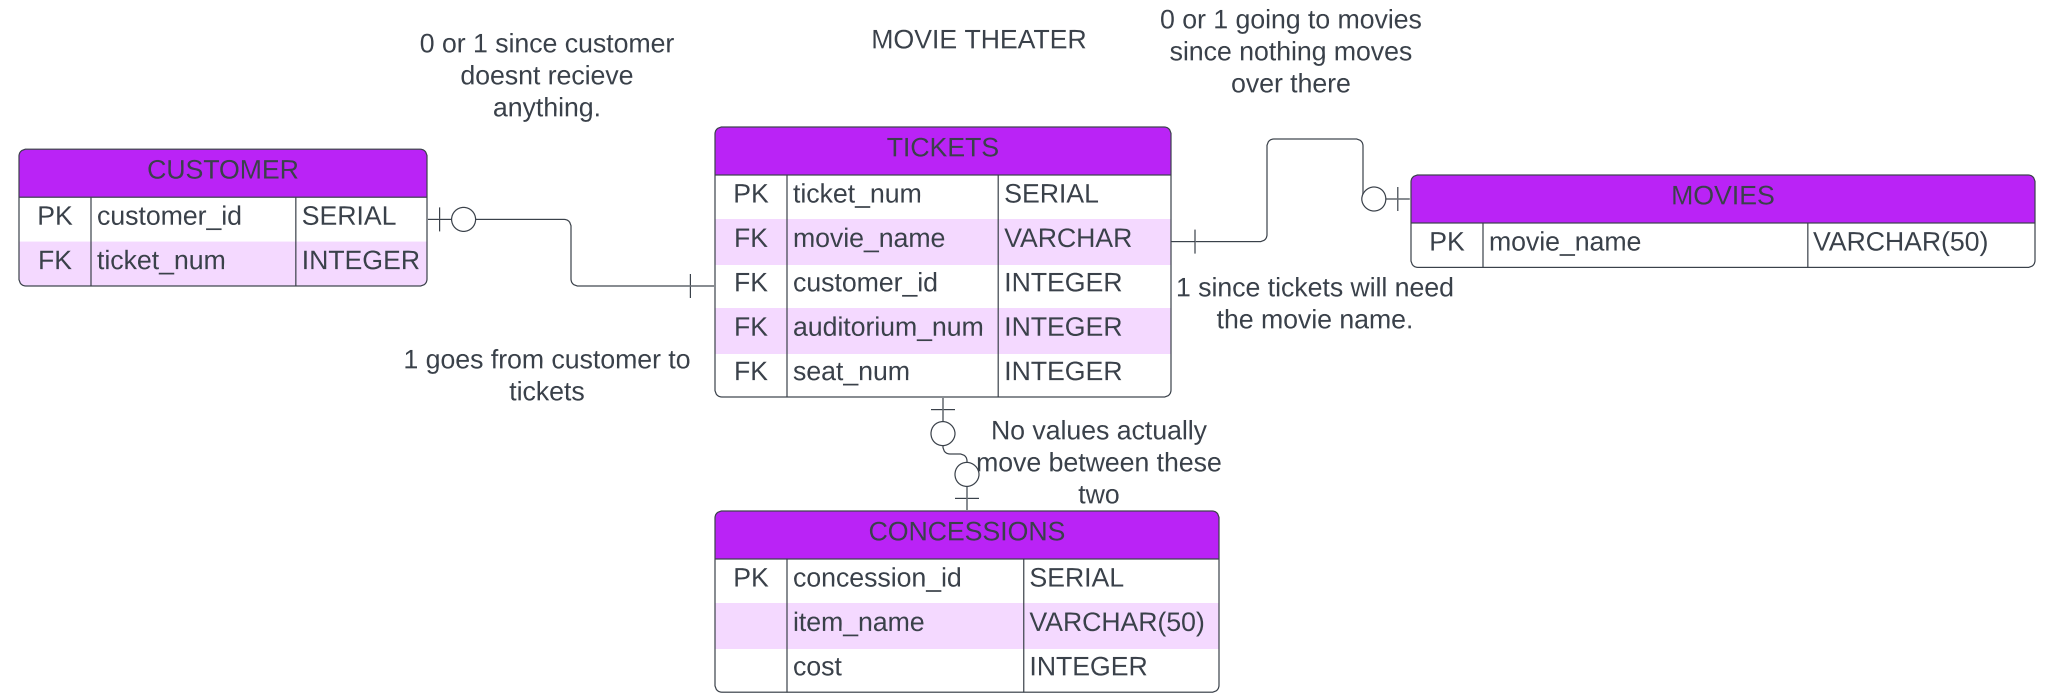 MOVIE THEATER
0 or 1 since customer
doesnt recieve
anything.
0 or 1 going to movies
since nothing moves
over there
CUSTOMER
PK customer_id SERIAL
FK ticket_num INTEGER
TICKETS
PK ticket_num SERIAL
FK movie_name VARCHAR
FK customer_id INTEGER
FK auditorium_num INTEGER
FK seat_num INTEGER
MOVIES
PK movie_name VARCHAR(50)
1 since tickets will need
the movie name.
1 goes from customer to
tickets
No values actually
move between these
two
CONCESSIONS
PK concession_id SERIAL
item_name VARCHAR(50)
cost INTEGER